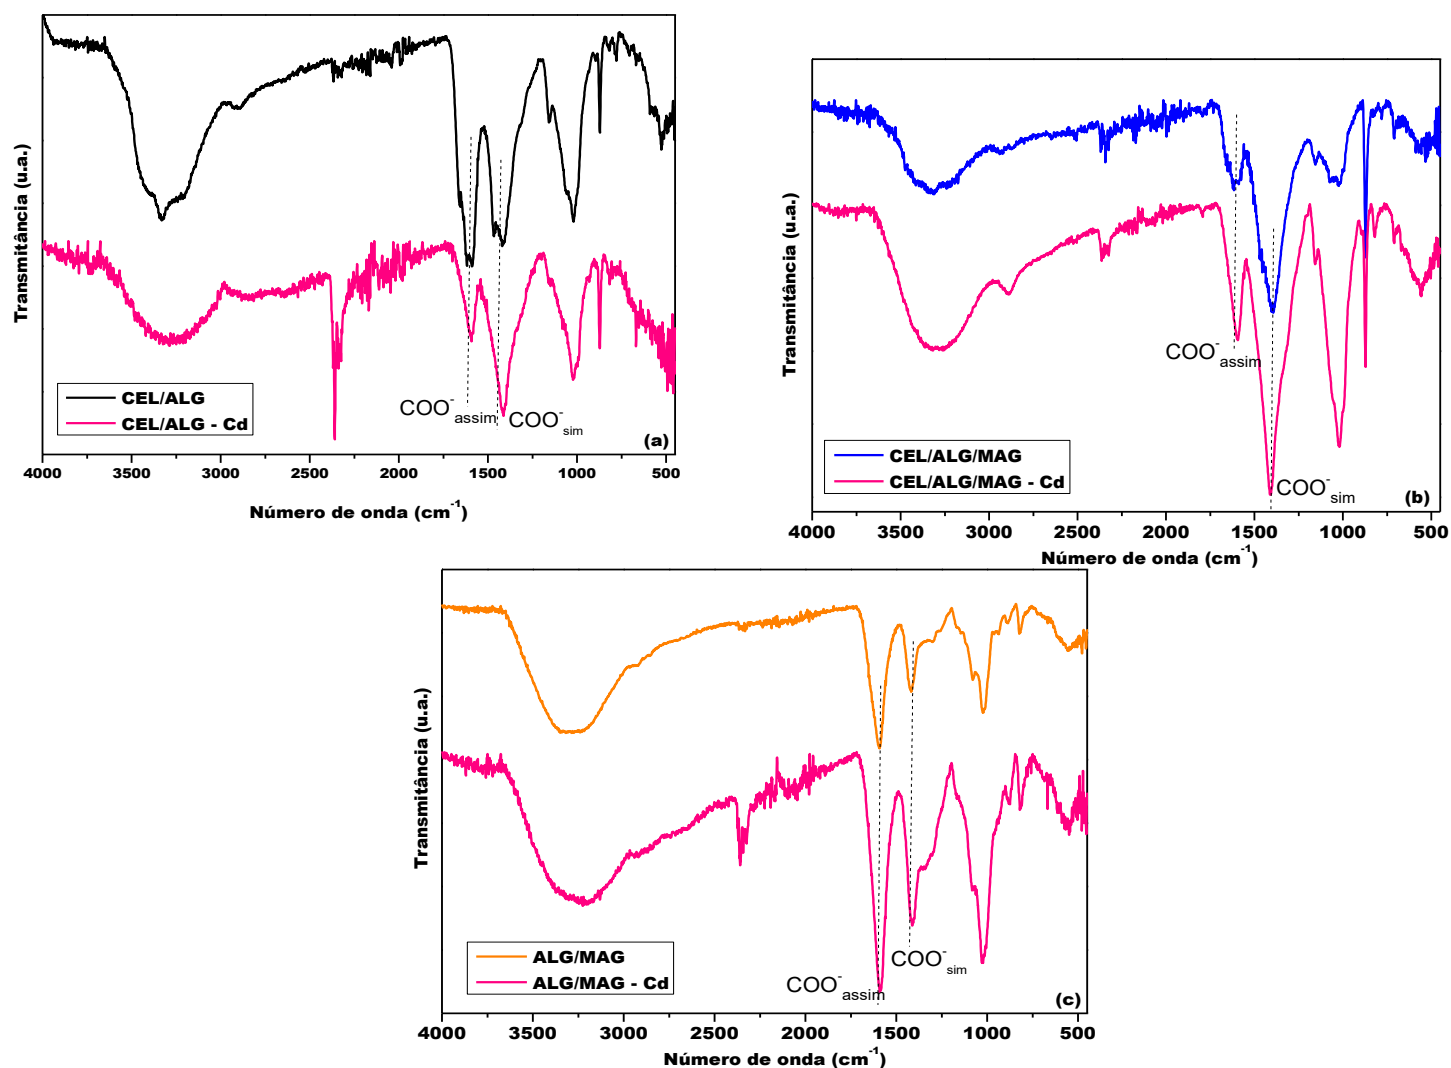 Transmitância (u.a.)
CEL/ALG
CEL/ALG - Cd
COO⁻assim
COO⁻sim
(a)
4000 3500 3000 2500 2000 1500 1000 500
Número de onda (cm⁻¹)
Transmitância (u.a.)
CEL/ALG/MAG
CEL/ALG/MAG - Cd
COO⁻assim
COO⁻sim
(b)
4000 3500 3000 2500 2000 1500 1000 500
Número de onda (cm⁻¹)
Transmitância (u.a.)
ALG/MAG
ALG/MAG - Cd
COO⁻assim
COO⁻sim
(c)
4000 3500 3000 2500 2000 1500 1000 500
Número de onda (cm⁻¹)